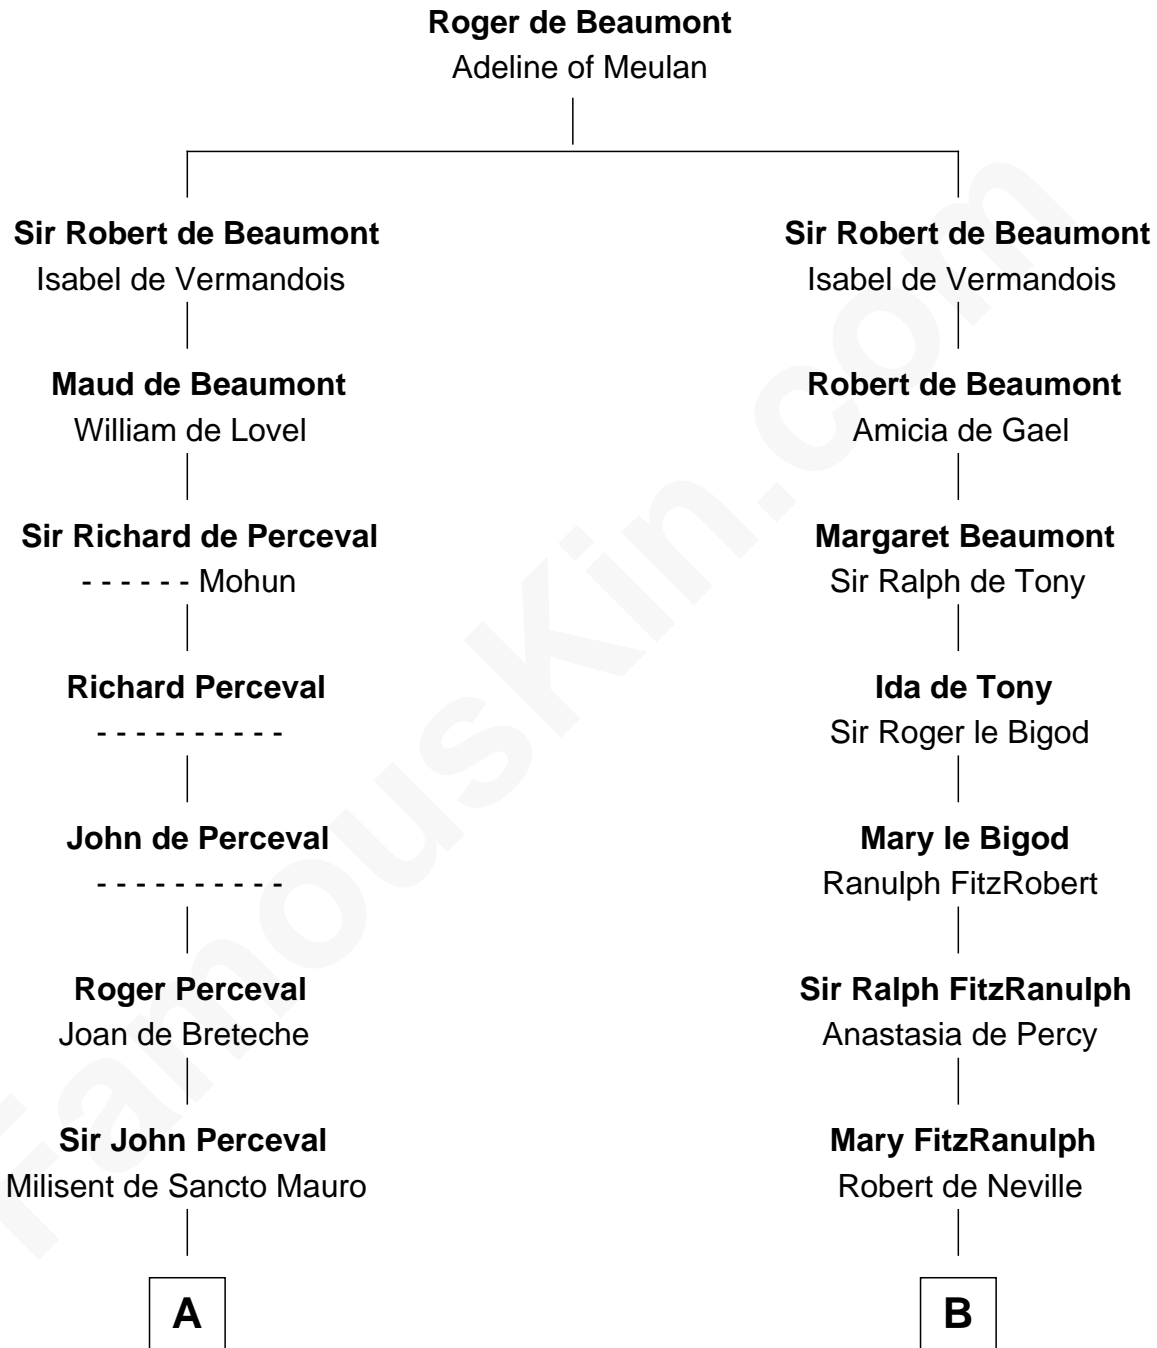 Roger de Beaumont
Adeline of Meulan
Sir Robert de Beaumont
Isabel de Vermandois
Maud de Beaumont
William de Lovel
Sir Richard de Perceval
- - - - - - Mohun
Richard Perceval
- - - - - - - - - -
John de Perceval
- - - - - - - - - -
Roger Perceval
Joan de Breteche
Sir John Perceval
Milisent de Sancto Mauro
A
Sir Robert de Beaumont
Isabel de Vermandois
Robert de Beaumont
Amicia de Gael
Margaret Beaumont
Sir Ralph de Tony
Ida de Tony
Sir Roger le Bigod
Mary le Bigod
Ranulph FitzRobert
Sir Ralph FitzRanulph
Anastasia de Percy
Mary FitzRanulph
Robert de Neville
B
FamousKin.com